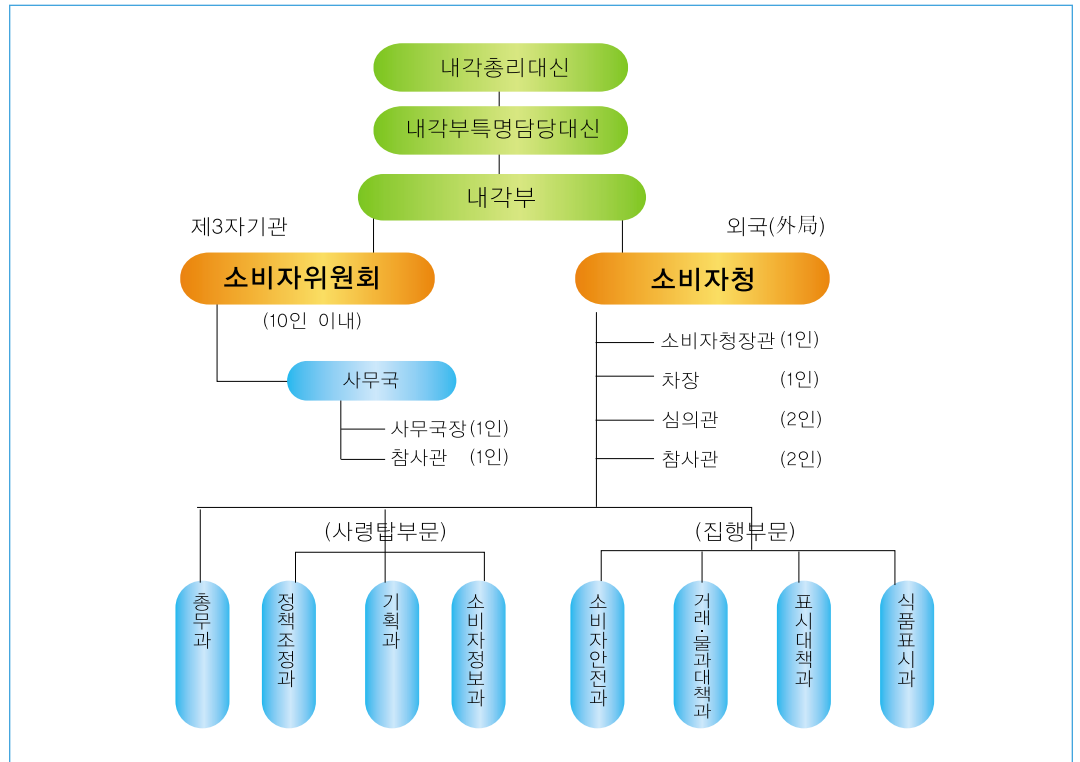 내각총리대신
내각부특명담당대신
내각부
제3자기관
외국(外局)
소비자위원회
소비자청
(10인 이내)
사무국
사무국장(1인)
참사관 (1인)
소비자청장관(1인)
차장 (1인)
심의관 (2인)
참사관 (2인)
(사령탑부문)
(집행부문)
총무과
정책조정과
기획과
소비자정보과
소비자안전과
거래·물과대책과
표시대책과
식품표시과